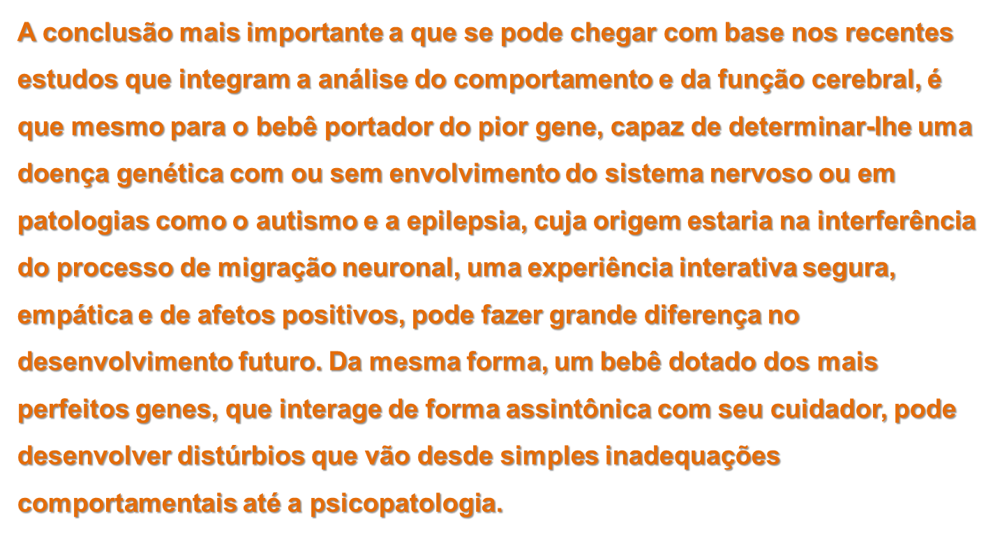 A conclusão mais importante a que se pode chegar com base nos recentes
estudos que integram a análise do comportamento e da função cerebral, é
que mesmo para o bebê portador do pior gene, capaz de determinar-lhe uma
doença genética com ou sem envolvimento do sistema nervoso ou em
patologias como o autismo e a epilepsia, cuja origem estaria na interferência
do processo de migração neuronal, uma experiência interativa segura,
empática e de afetos positivos, pode fazer grande diferença no
desenvolvimento futuro. Da mesma forma, um bebê dotado dos mais
perfeitos genes, que interage de forma assintônica com seu cuidador, pode
desenvolver distúrbios que vão desde simples inadequações
comportamentais até a psicopatologia.